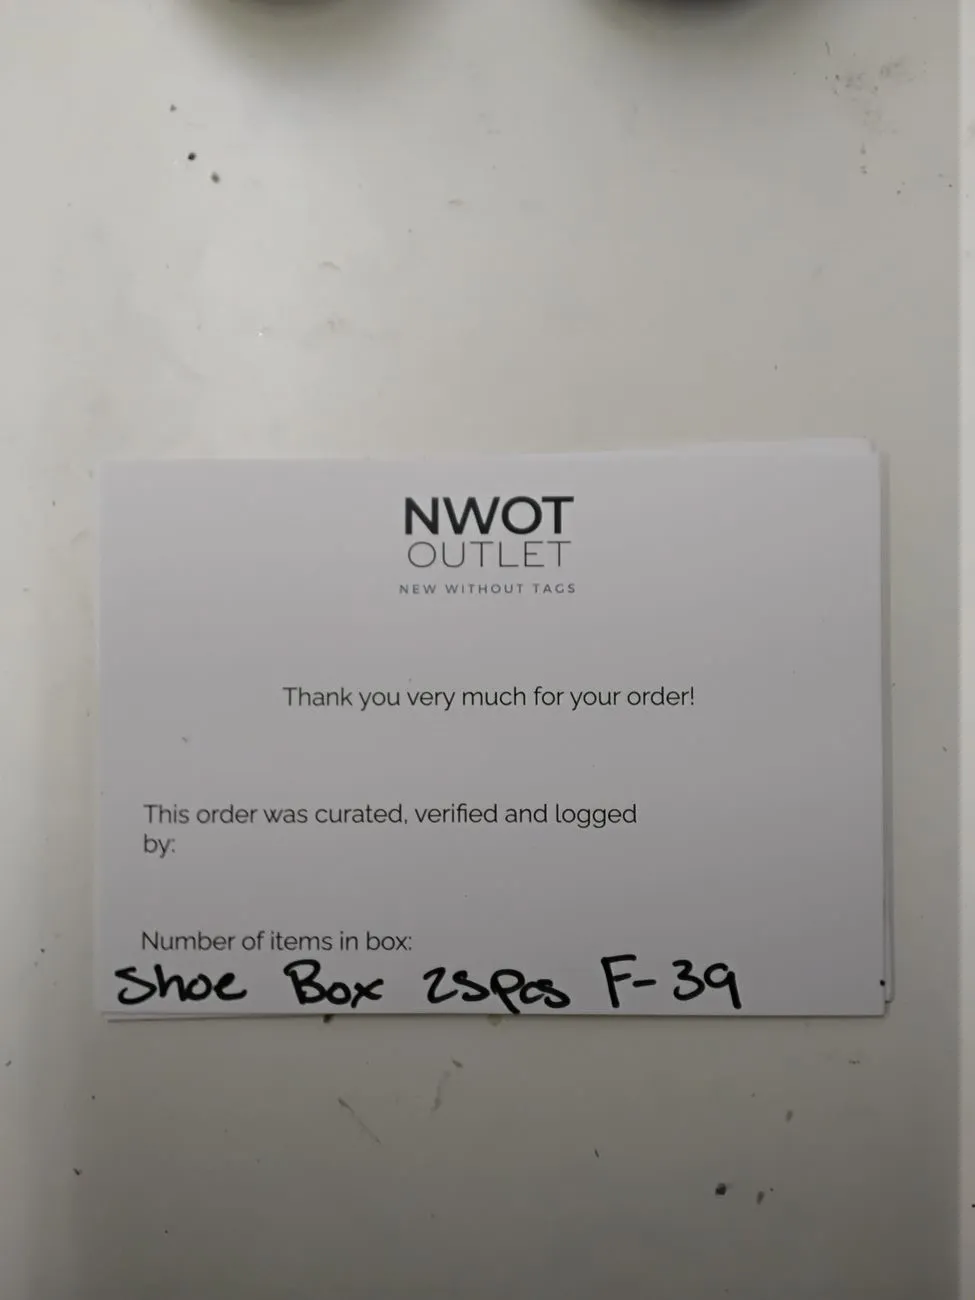 NWOT
OUTLET
NEW WITHOUT TAGS
Thank you very much for your order!
This order was curated, verified and logged
by:
Number of items in box:
Shoe Box 25pcs F-39